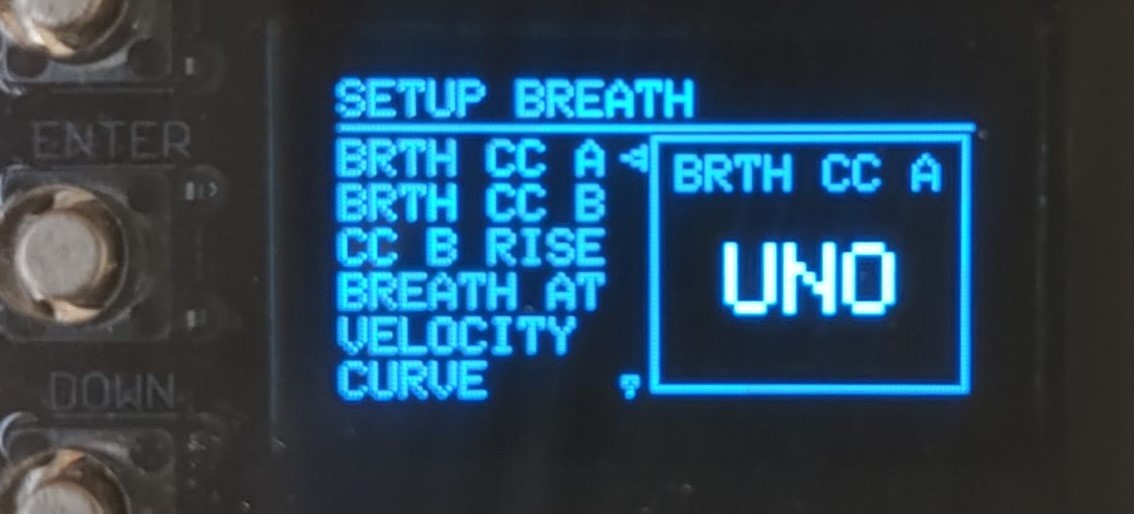 SETUP BREATH
BRTH CC A
BRTH CC B
CC B RISE
BREATH AT
VELOCITY
CURVE
BRTH CC A
UNO
ENTER
DOWN